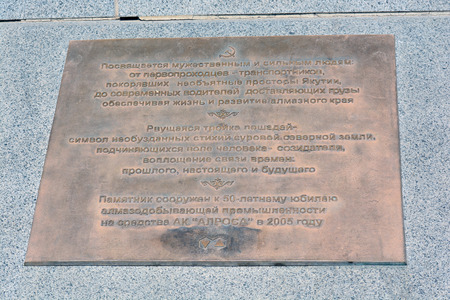 Посвящается мужественным и сильным людям:
от первопроходцев - транспортников,
покорявших необъятные просторы Якутии,
до современных водителей, доставляющих грузы
обеспечивая жизнь и развитие алмазного края
Рвущаяся тройка лошадей-
символ необузданных стихий суровой северной земли,
подчиняющихся воле человека- созидателя,
воплощение связи времен:
прошлого, настоящего и будущего
Памятник сооружен к 50-летнему юбилею
алмазодобывающей промышленности
на средства АК "АЛРОСА" в 2005 году